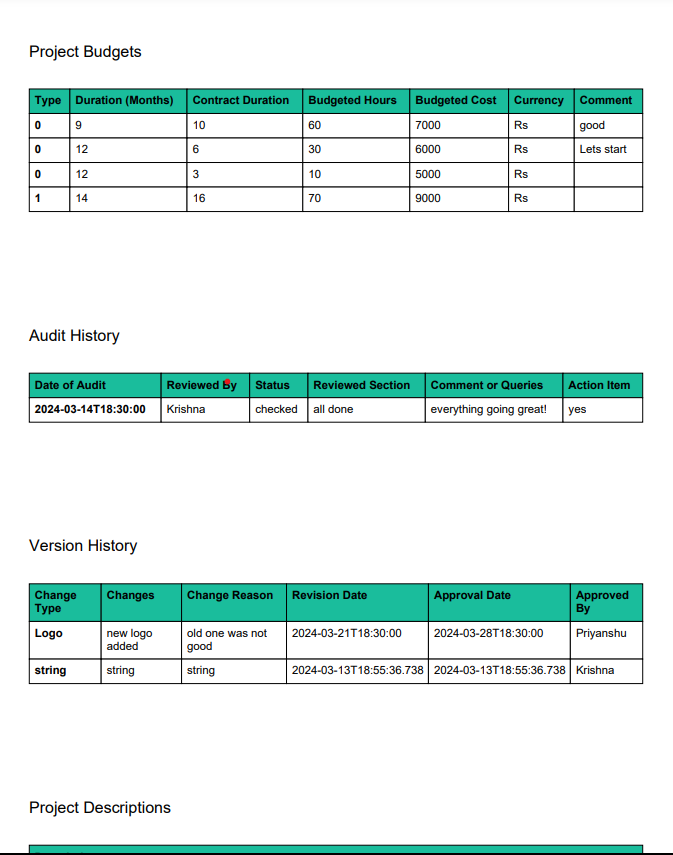 Project Budgets
Type Duration (Months) Contract Duration Budgeted Hours Budgeted Cost Currency Comment
0 9 10 60 7000 Rs good
0 12 6 30 6000 Rs Lets start
0 12 3 10 5000 Rs
1 14 16 70 9000 Rs
Audit History
Date of Audit Reviewed By Status Reviewed Section Comment or Queries Action Item
2024-03-14T18:30:00 Krishna checked all done everything going great! yes
Version History
Change Changes Change Reason Revision Date Approval Date Approved
Type By
Logo new logo old one was not 2024-03-21T18:30:00 2024-03-28T18:30:00 Priyanshu
added good
string string string 2024-03-13T18:55:36.738 2024-03-13T18:55:36.738 Krishna
Project Descriptions